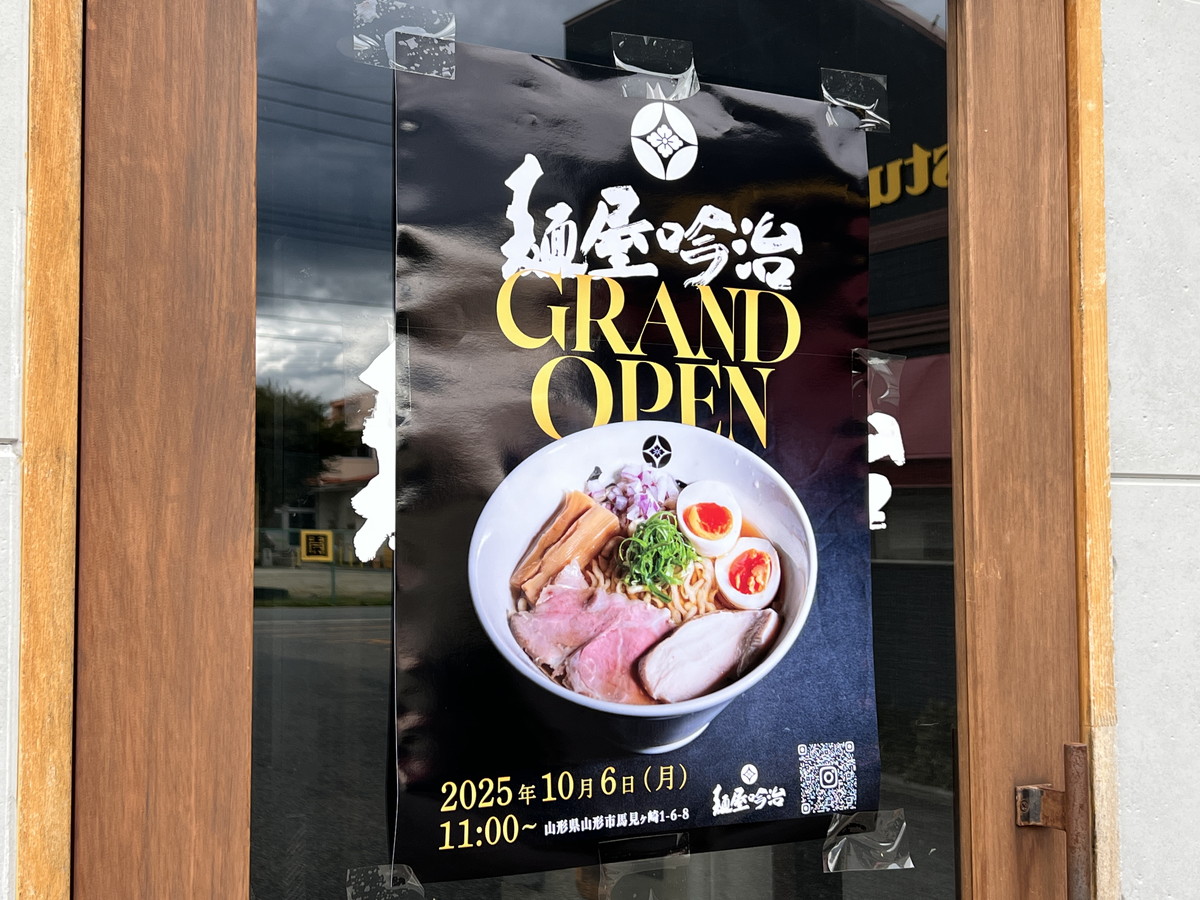 麺屋吟治
GRAND
OPEN
2025年10月6日(月)
11:00~ 山形県山形市馬見ヶ崎1-6-8
麺屋吟治